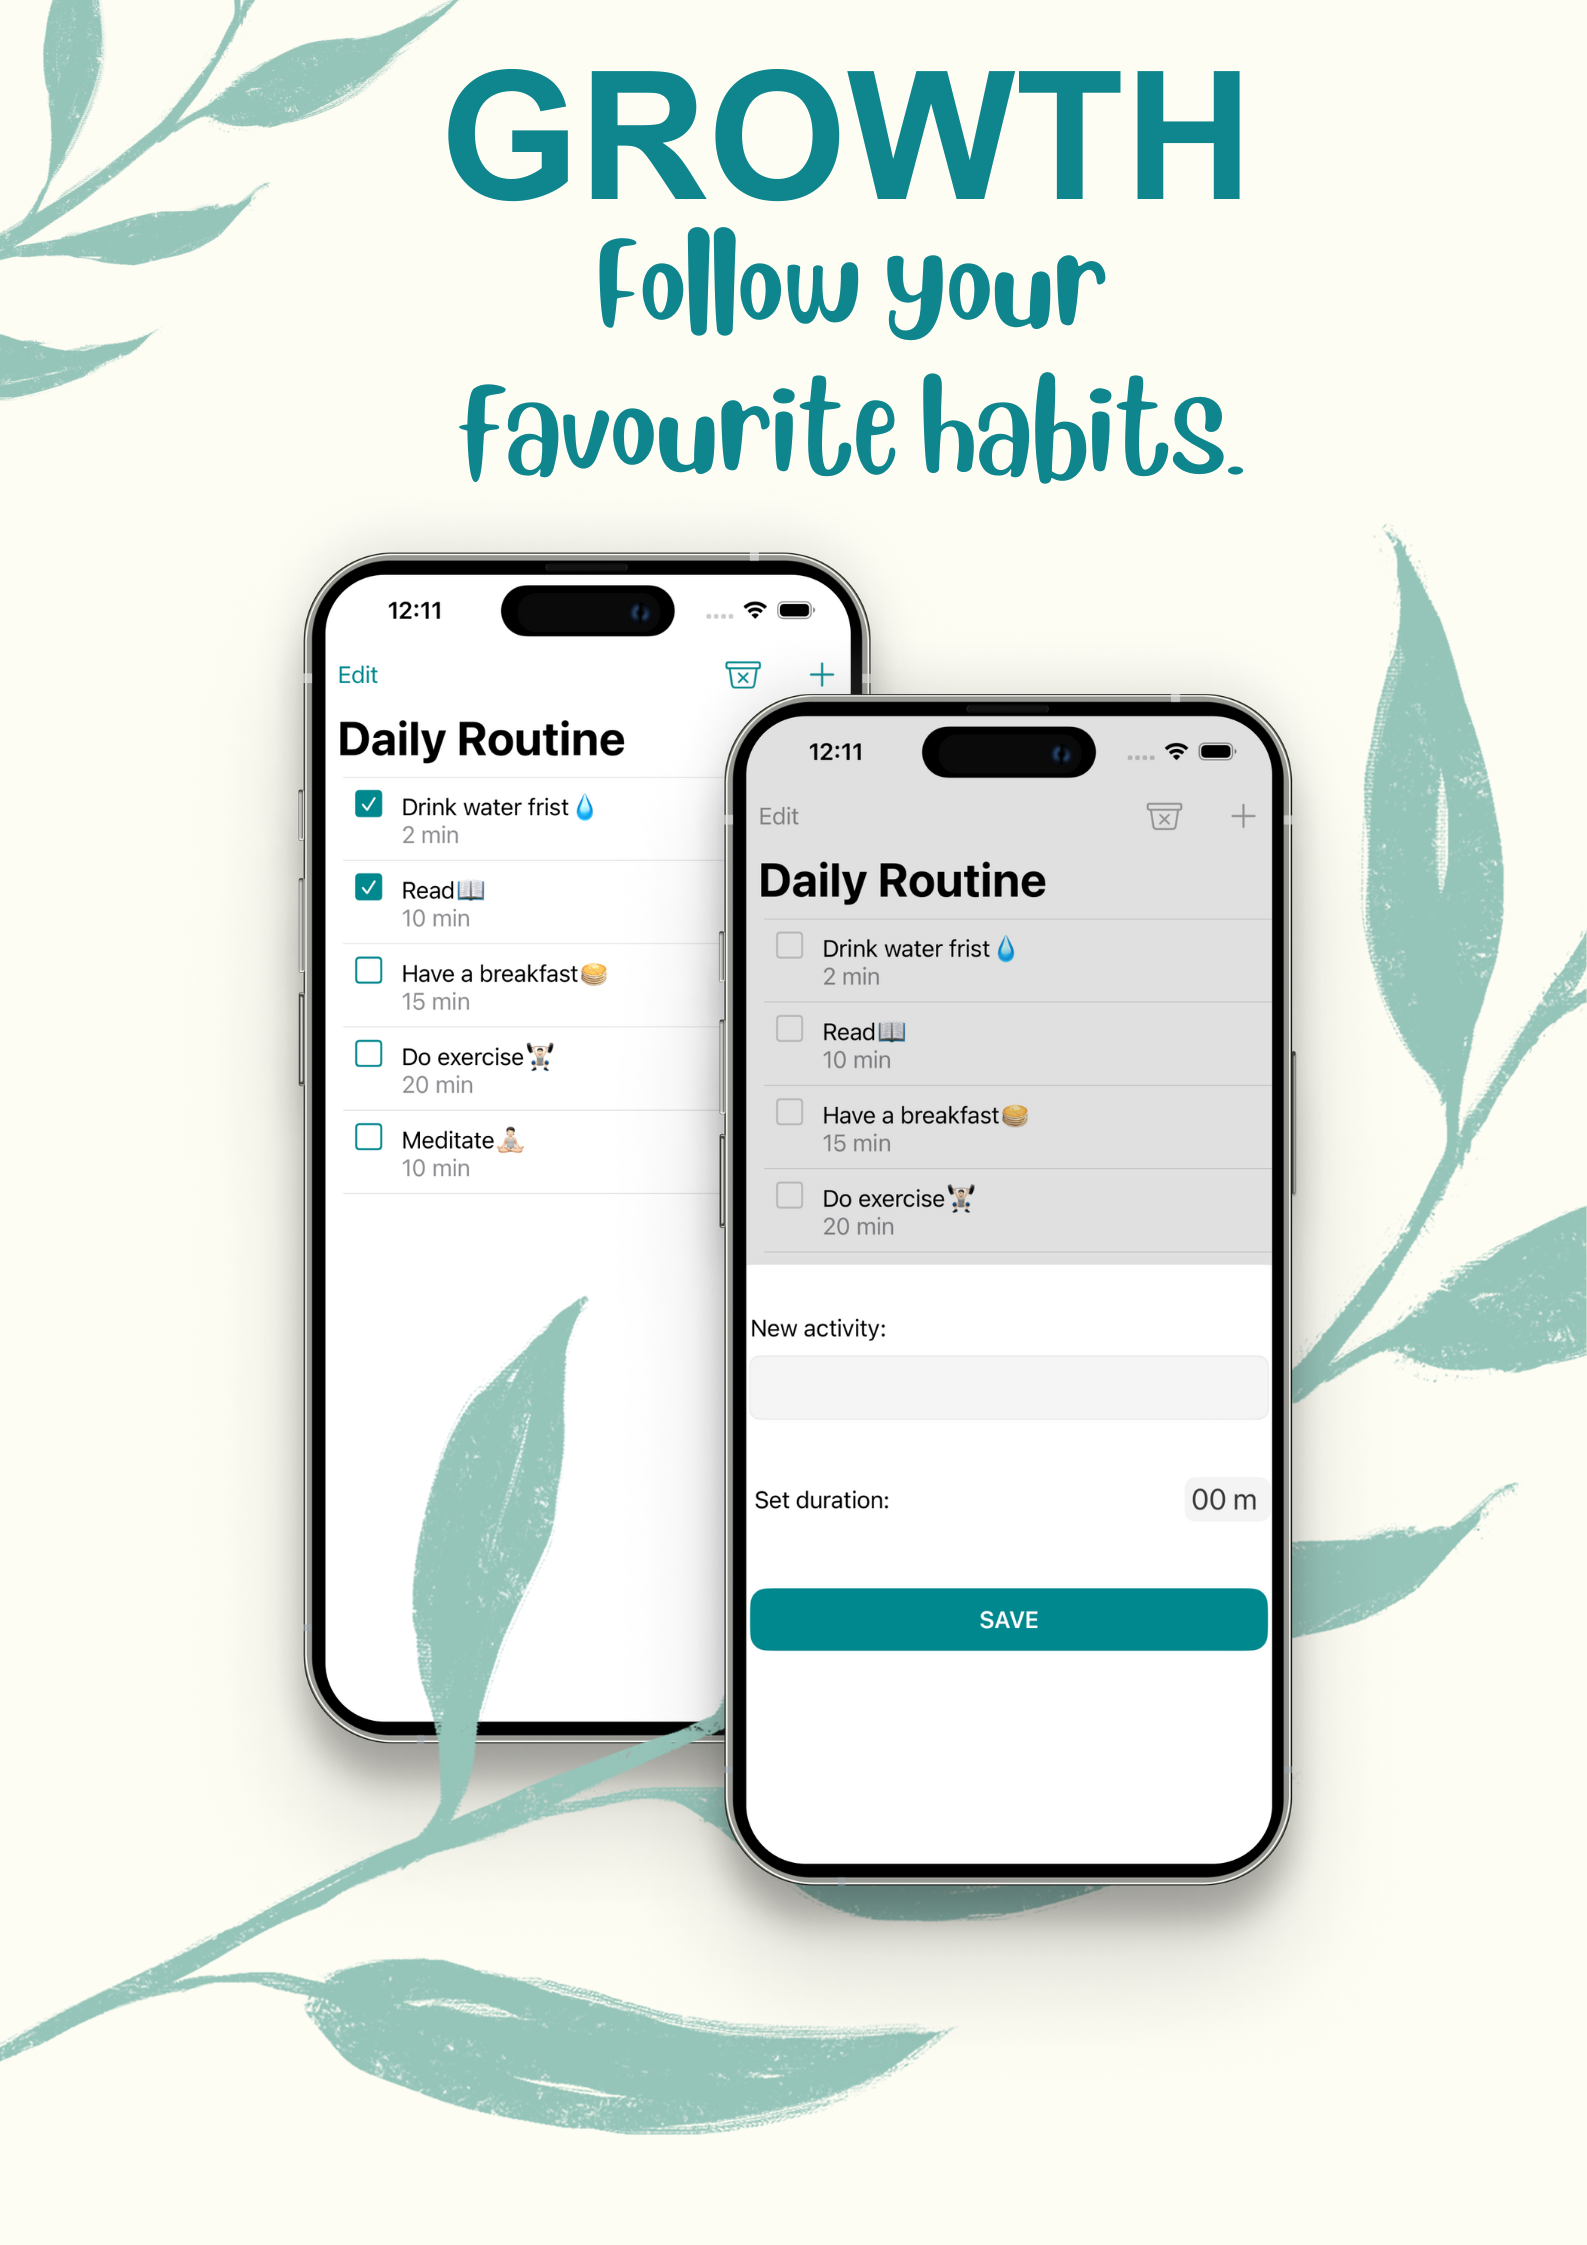 GROWTH
Follow your
favourite habits.
12:11
Edit
Daily Routine
Drink water frist💧
2 min
Read📖
10 min
Have a breakfast🥞
15 min
Do exercise🏋🏻
20 min
Meditate🧘🏻
10 min
12:11
Edit
Daily Routine
Drink water frist💧
2 min
Read📖
10 min
Have a breakfast🥞
15 min
Do exercise🏋🏻
20 min
New activity:
Set duration:
00 m
SAVE